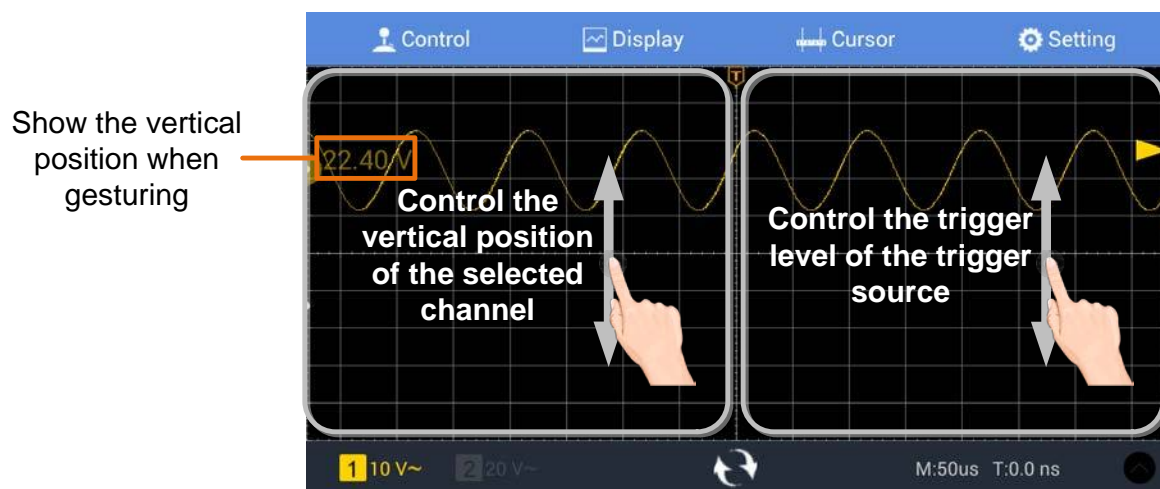 Control Display Cursor Setting
T
Show the vertical
position when
gesturing
22.40 V
Control the
vertical position
of the selected
channel
Control the trigger
level of the trigger
source
1 10 V~ 2 20 V~ M:50us T:0.0 ns